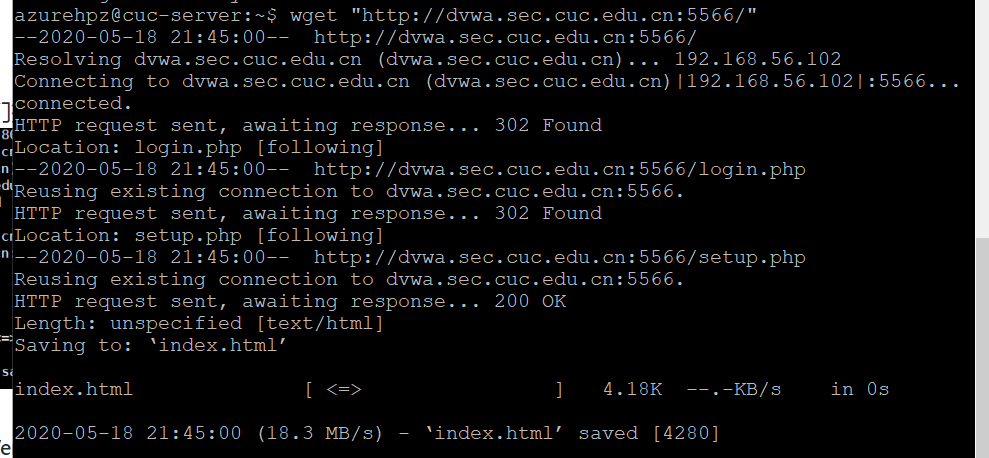 azurehpz@cuc-server:~$ wget "http://dvwa.sec.cuc.edu.cn:5566/"
--2020-05-18 21:45:00--  http://dvwa.sec.cuc.edu.cn:5566/
Resolving dvwa.sec.cuc.edu.cn (dvwa.sec.cuc.edu.cn)... 192.168.56.102
Connecting to dvwa.sec.cuc.edu.cn (dvwa.sec.cuc.edu.cn)|192.168.56.102|:5566...
connected.
HTTP request sent, awaiting response... 302 Found
Location: login.php [following]
--2020-05-18 21:45:00--  http://dvwa.sec.cuc.edu.cn:5566/login.php
Reusing existing connection to dvwa.sec.cuc.edu.cn:5566.
HTTP request sent, awaiting response... 302 Found
Location: setup.php [following]
--2020-05-18 21:45:00--  http://dvwa.sec.cuc.edu.cn:5566/setup.php
Reusing existing connection to dvwa.sec.cuc.edu.cn:5566.
HTTP request sent, awaiting response... 200 OK
Length: unspecified [text/html]
Saving to: ‘index.html’
index.html              [ <=>                ]   4.18K  --.-KB/s    in 0s
2020-05-18 21:45:00 (18.3 MB/s) - ‘index.html’ saved [4280]